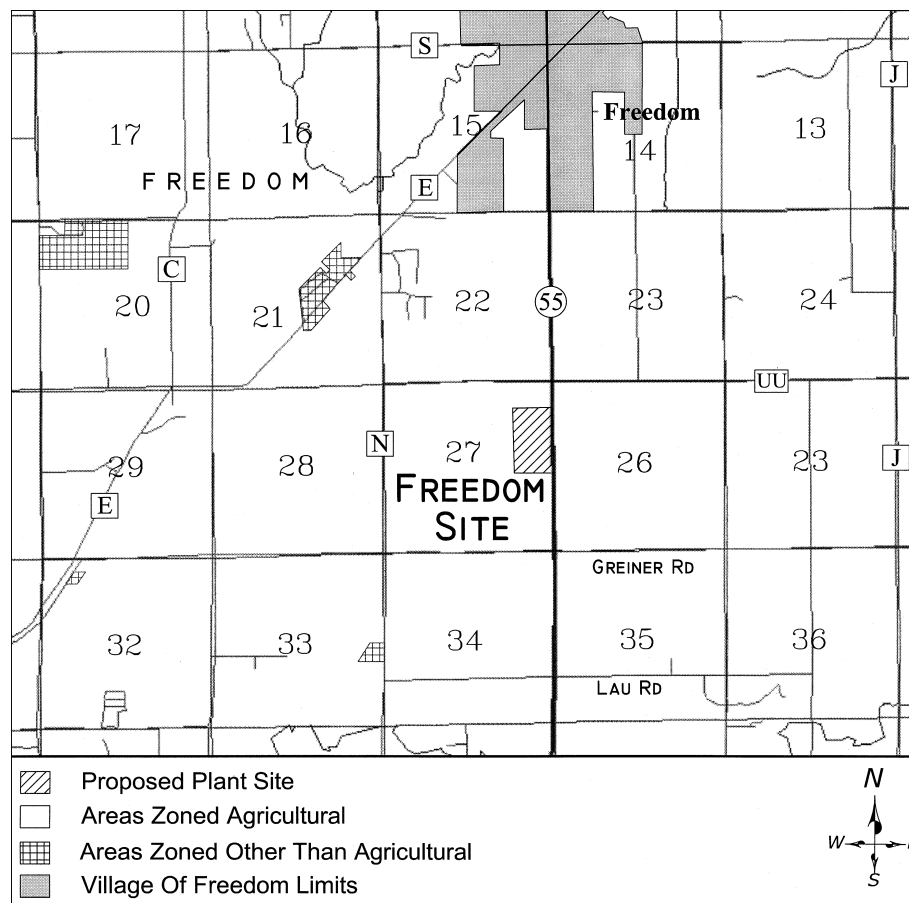 S
J
Freedom
17
16
15
14
13
FREEDOM
E
C
20
21
22
55
23
24
UU
N
27
J
29
28
26
23
E
FREEDOM
SITE
GREINER RD
32
33
34
35
36
LAU RD
Proposed Plant Site
Areas Zoned Agricultural
Areas Zoned Other Than Agricultural
Village Of Freedom Limits
N
W
S